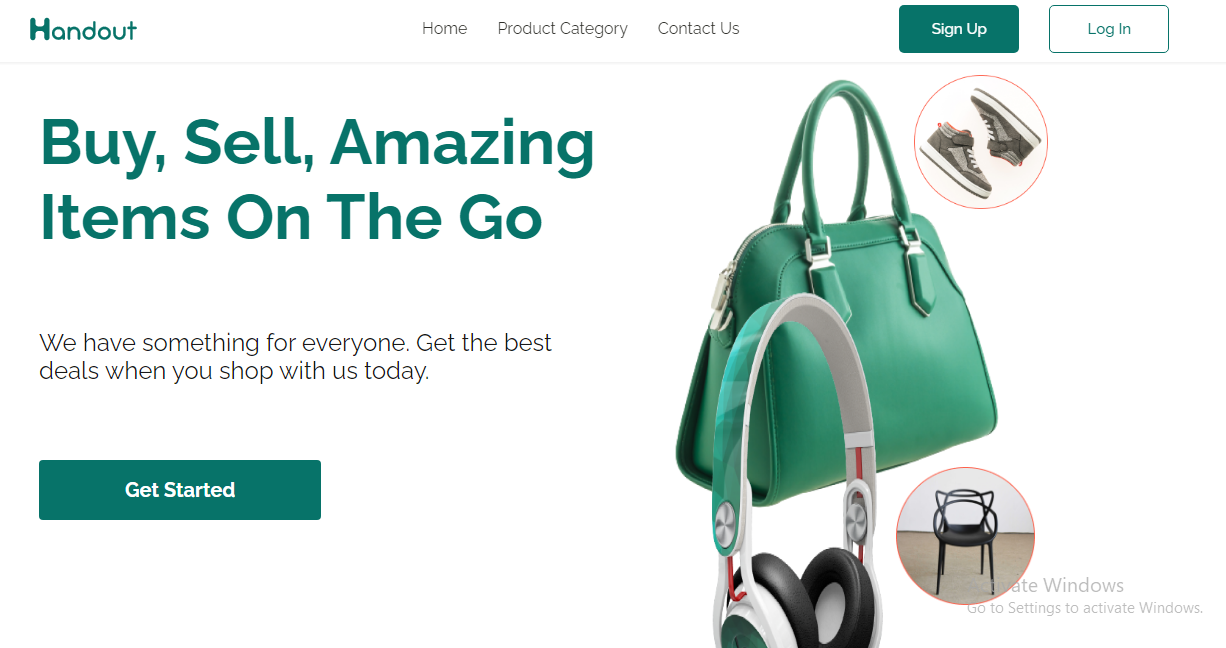 Handout
Home
Product Category
Contact Us
Sign Up
Log In
Buy, Sell, Amazing
Items On The Go
We have something for everyone. Get the best
deals when you shop with us today.
Get Started
Activate Windows
Go to Settings to activate Windows.